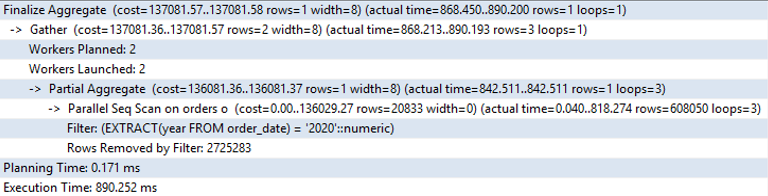 Finalize Aggregate (cost=137081.57..137081.58 rows=1 width=8) (actual time=868.450..890.200 rows=1 loops=1)
-> Gather (cost=137081.36..137081.57 rows=2 width=8) (actual time=868.213..890.193 rows=3 loops=1)
Workers Planned: 2
Workers Launched: 2
-> Partial Aggregate (cost=136081.36..136081.37 rows=1 width=8) (actual time=842.511..842.511 rows=1 loops=3)
-> Parallel Seq Scan on orders o (cost=0.00..136029.27 rows=20833 width=0) (actual time=0.040..818.274 rows=608050 loops=3)
Filter: (EXTRACT(year FROM order_date) = '2020'::numeric)
Rows Removed by Filter: 2725283
Planning Time: 0.171 ms
Execution Time: 890.252 ms